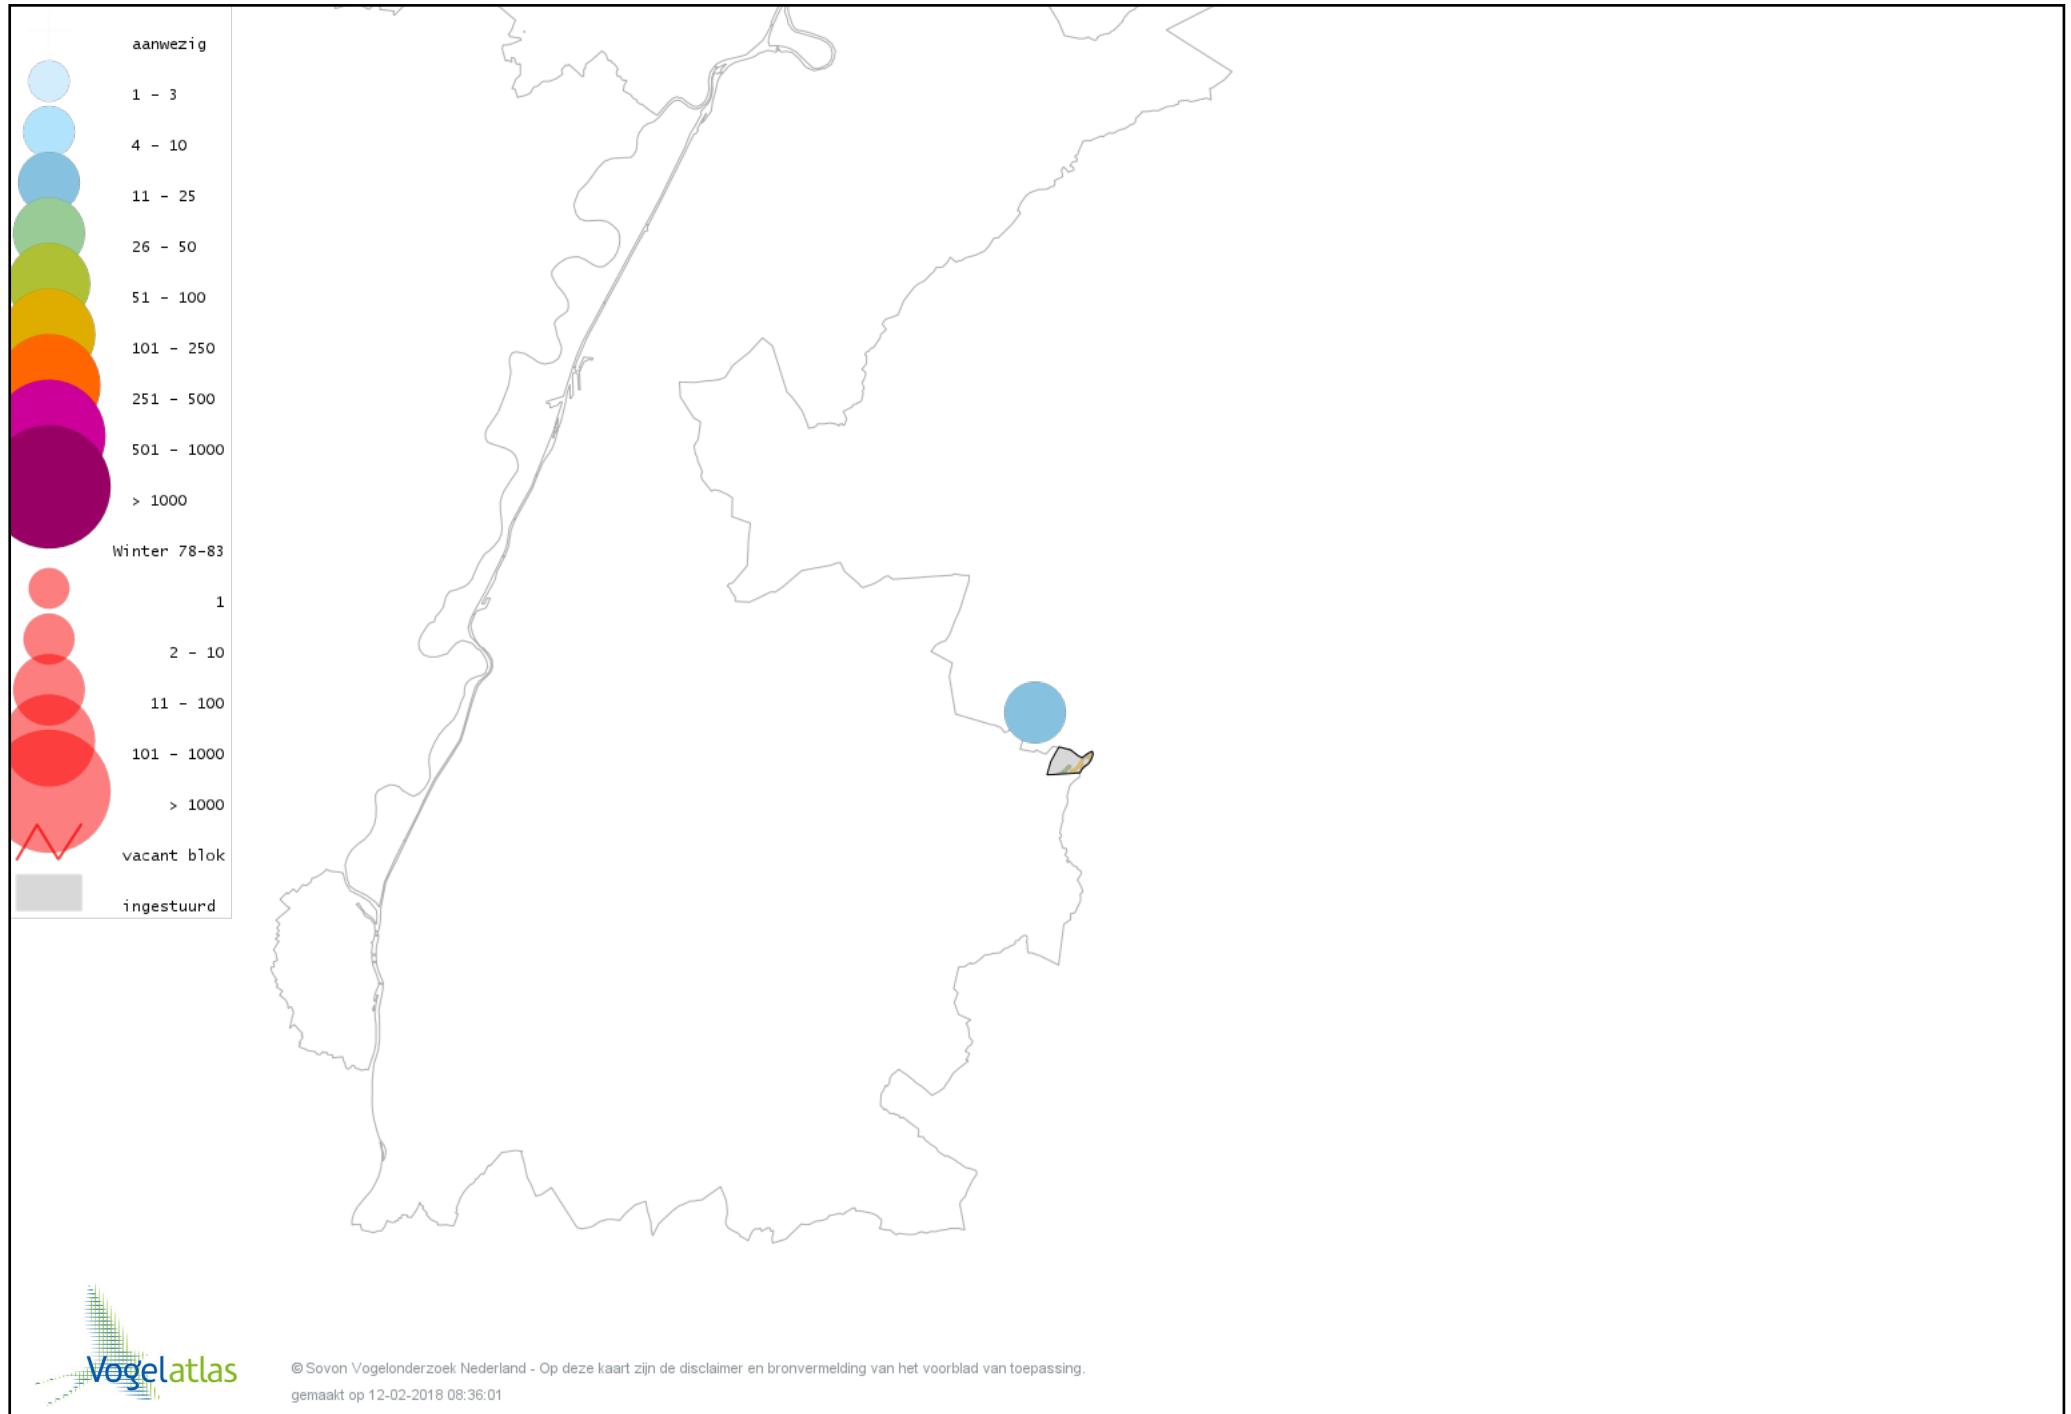 aanwezig
1 - 3
4 - 10
11 - 25
26 - 50
51 - 100
101 - 250
251 - 500
501 - 1000
> 1000
Winter 78-83
1
2 - 10
11 - 100
101 - 1000
> 1000
vacant blok
ingestuurd
Vogelatlas
© Sovon Vogelonderzoek Nederland - Op deze kaart zijn de disclaimer en bronvermelding van het voorblad van toepassing.
gemaakt op 12-02-2018 08:36:01